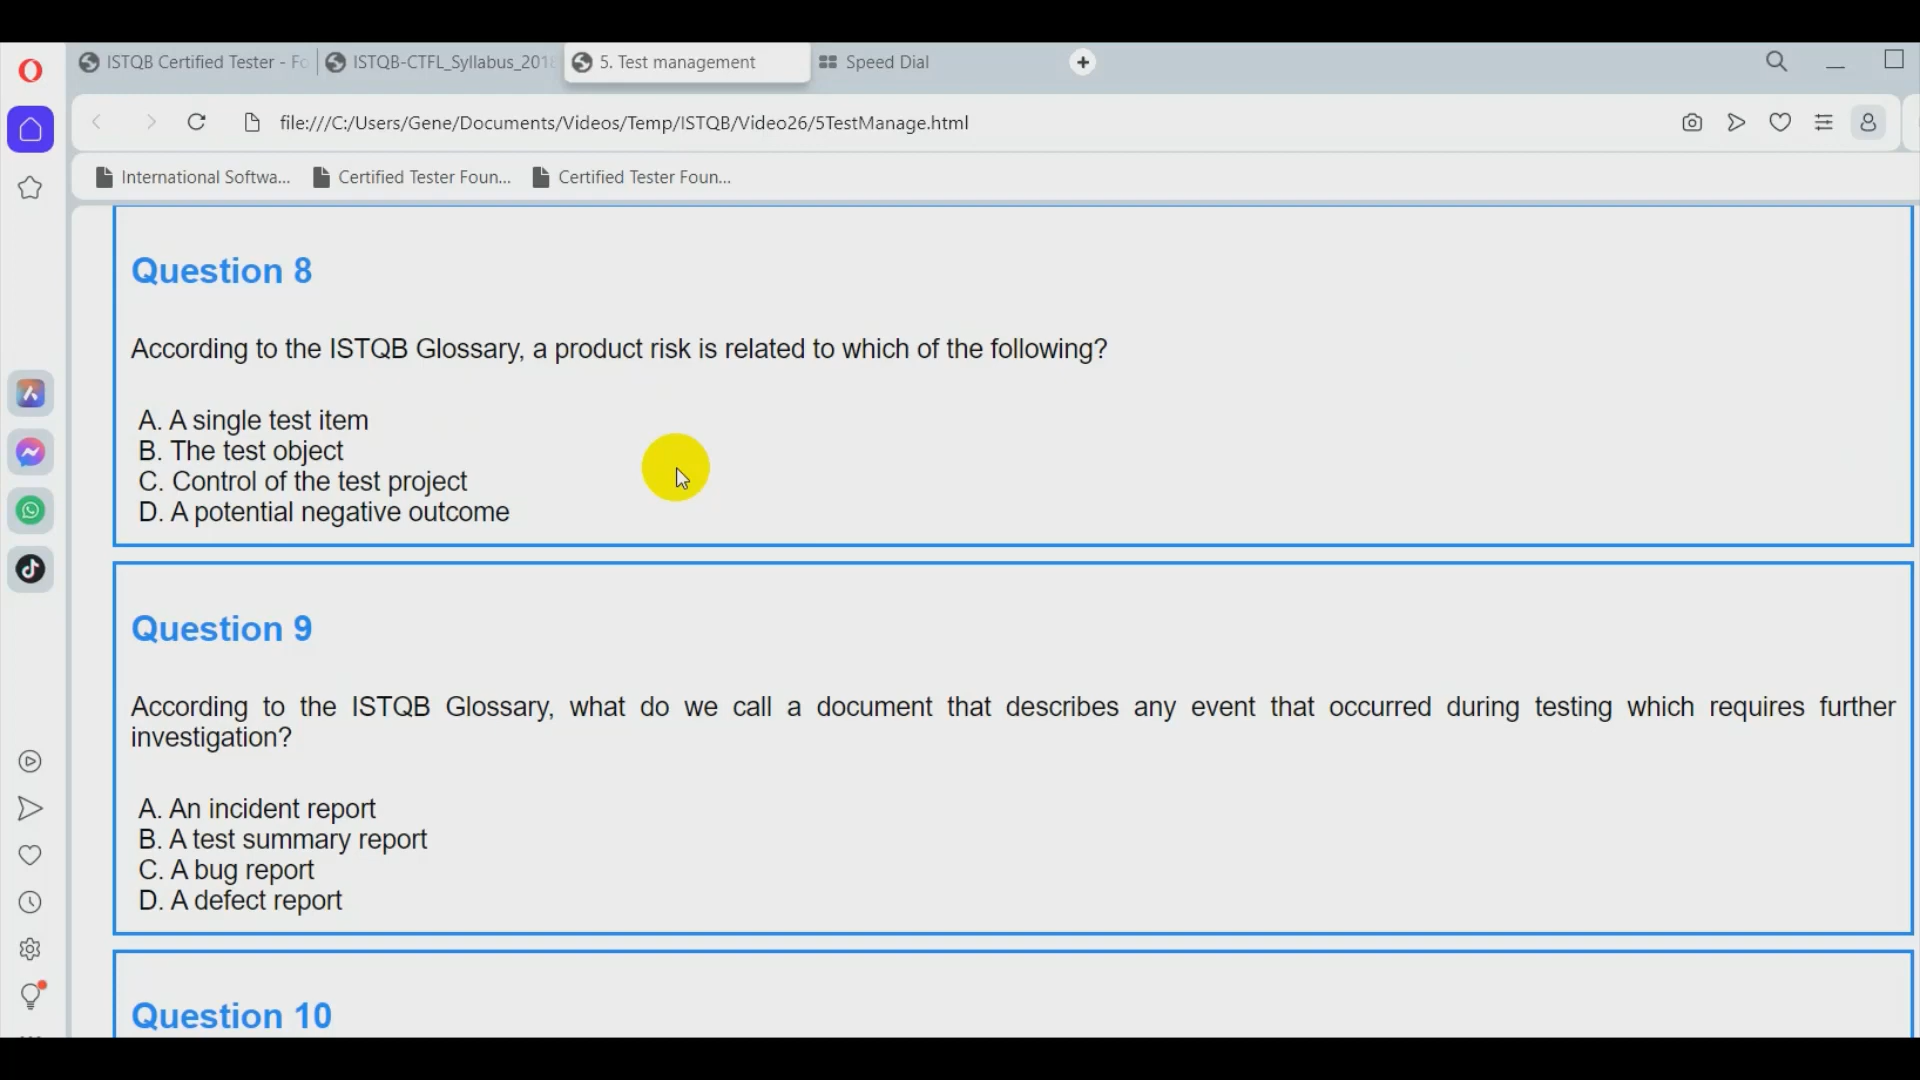 ISTQB Certified Tester - Fo
ISTQB-CTFL_Syllabus_2018
5. Test management
Speed Dial
file:///C:/Users/Gene/Documents/Videos/Temp/ISTQB/Video26/5TestManage.html
International Softwa...
Certified Tester Foun...
Certified Tester Foun...
Question 8
According to the ISTQB Glossary, a product risk is related to which of the following?
A. A single test item
B. The test object
C. Control of the test project
D. A potential negative outcome
Question 9
According to the ISTQB Glossary, what do we call a document that describes any event that occurred during testing which requires further
investigation?
A. An incident report
B. A test summary report
C. A bug report
D. A defect report
Question 10